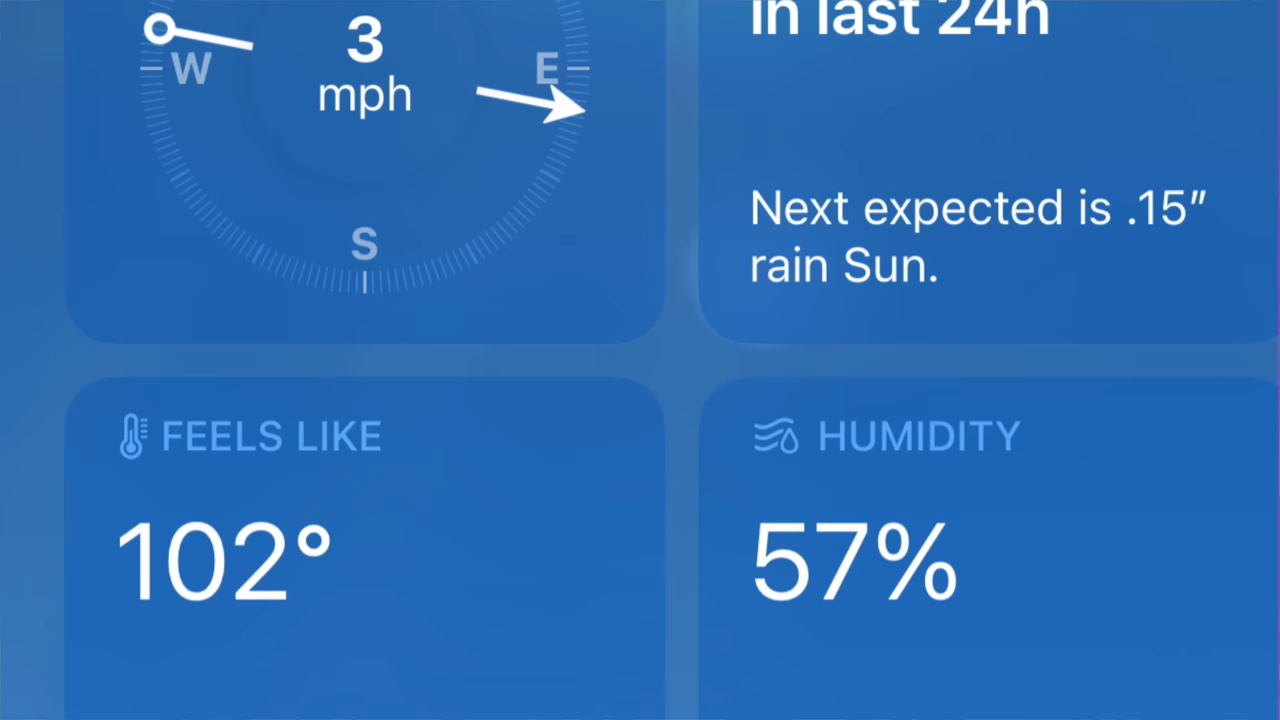 3
mph
W
E
S
in last 24h
Next expected is .15"
rain Sun.
FEELS LIKE
102°
HUMIDITY
57%